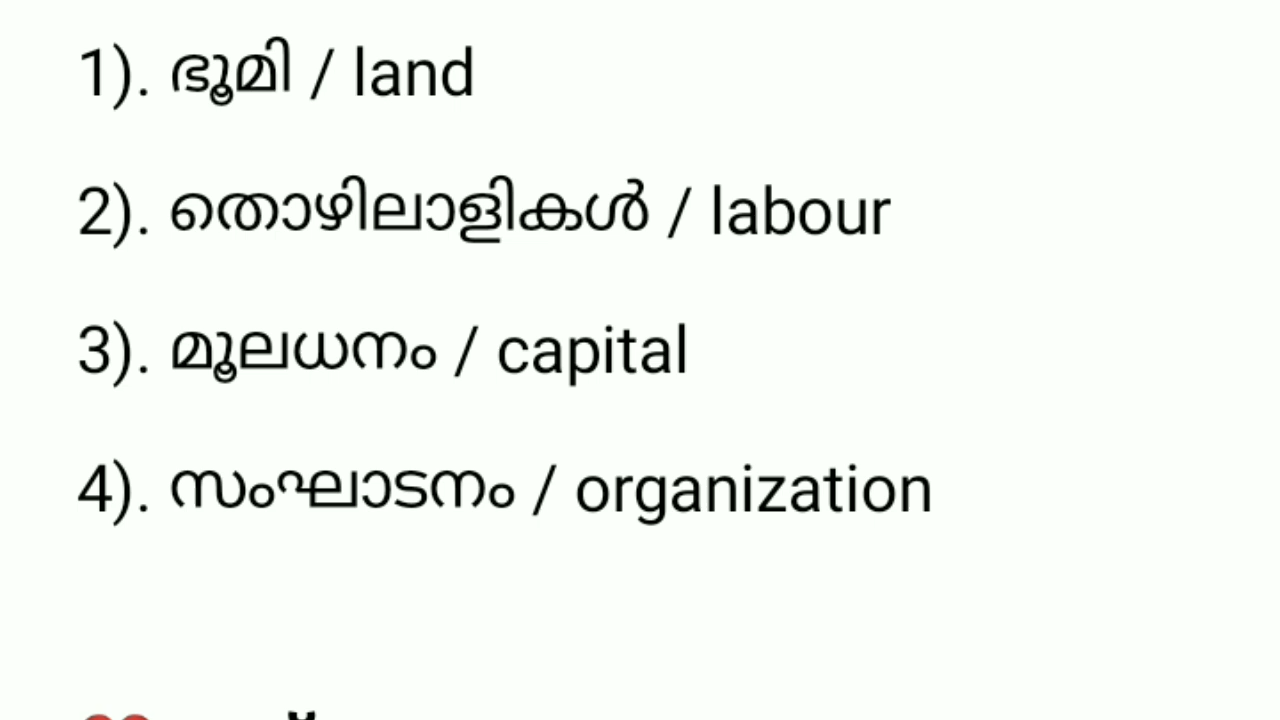 1). ഭൂമി / land
2). തൊഴിലാളികൾ / labour
3). മൂലധനം / capital
4). സംഘാടനം / organization